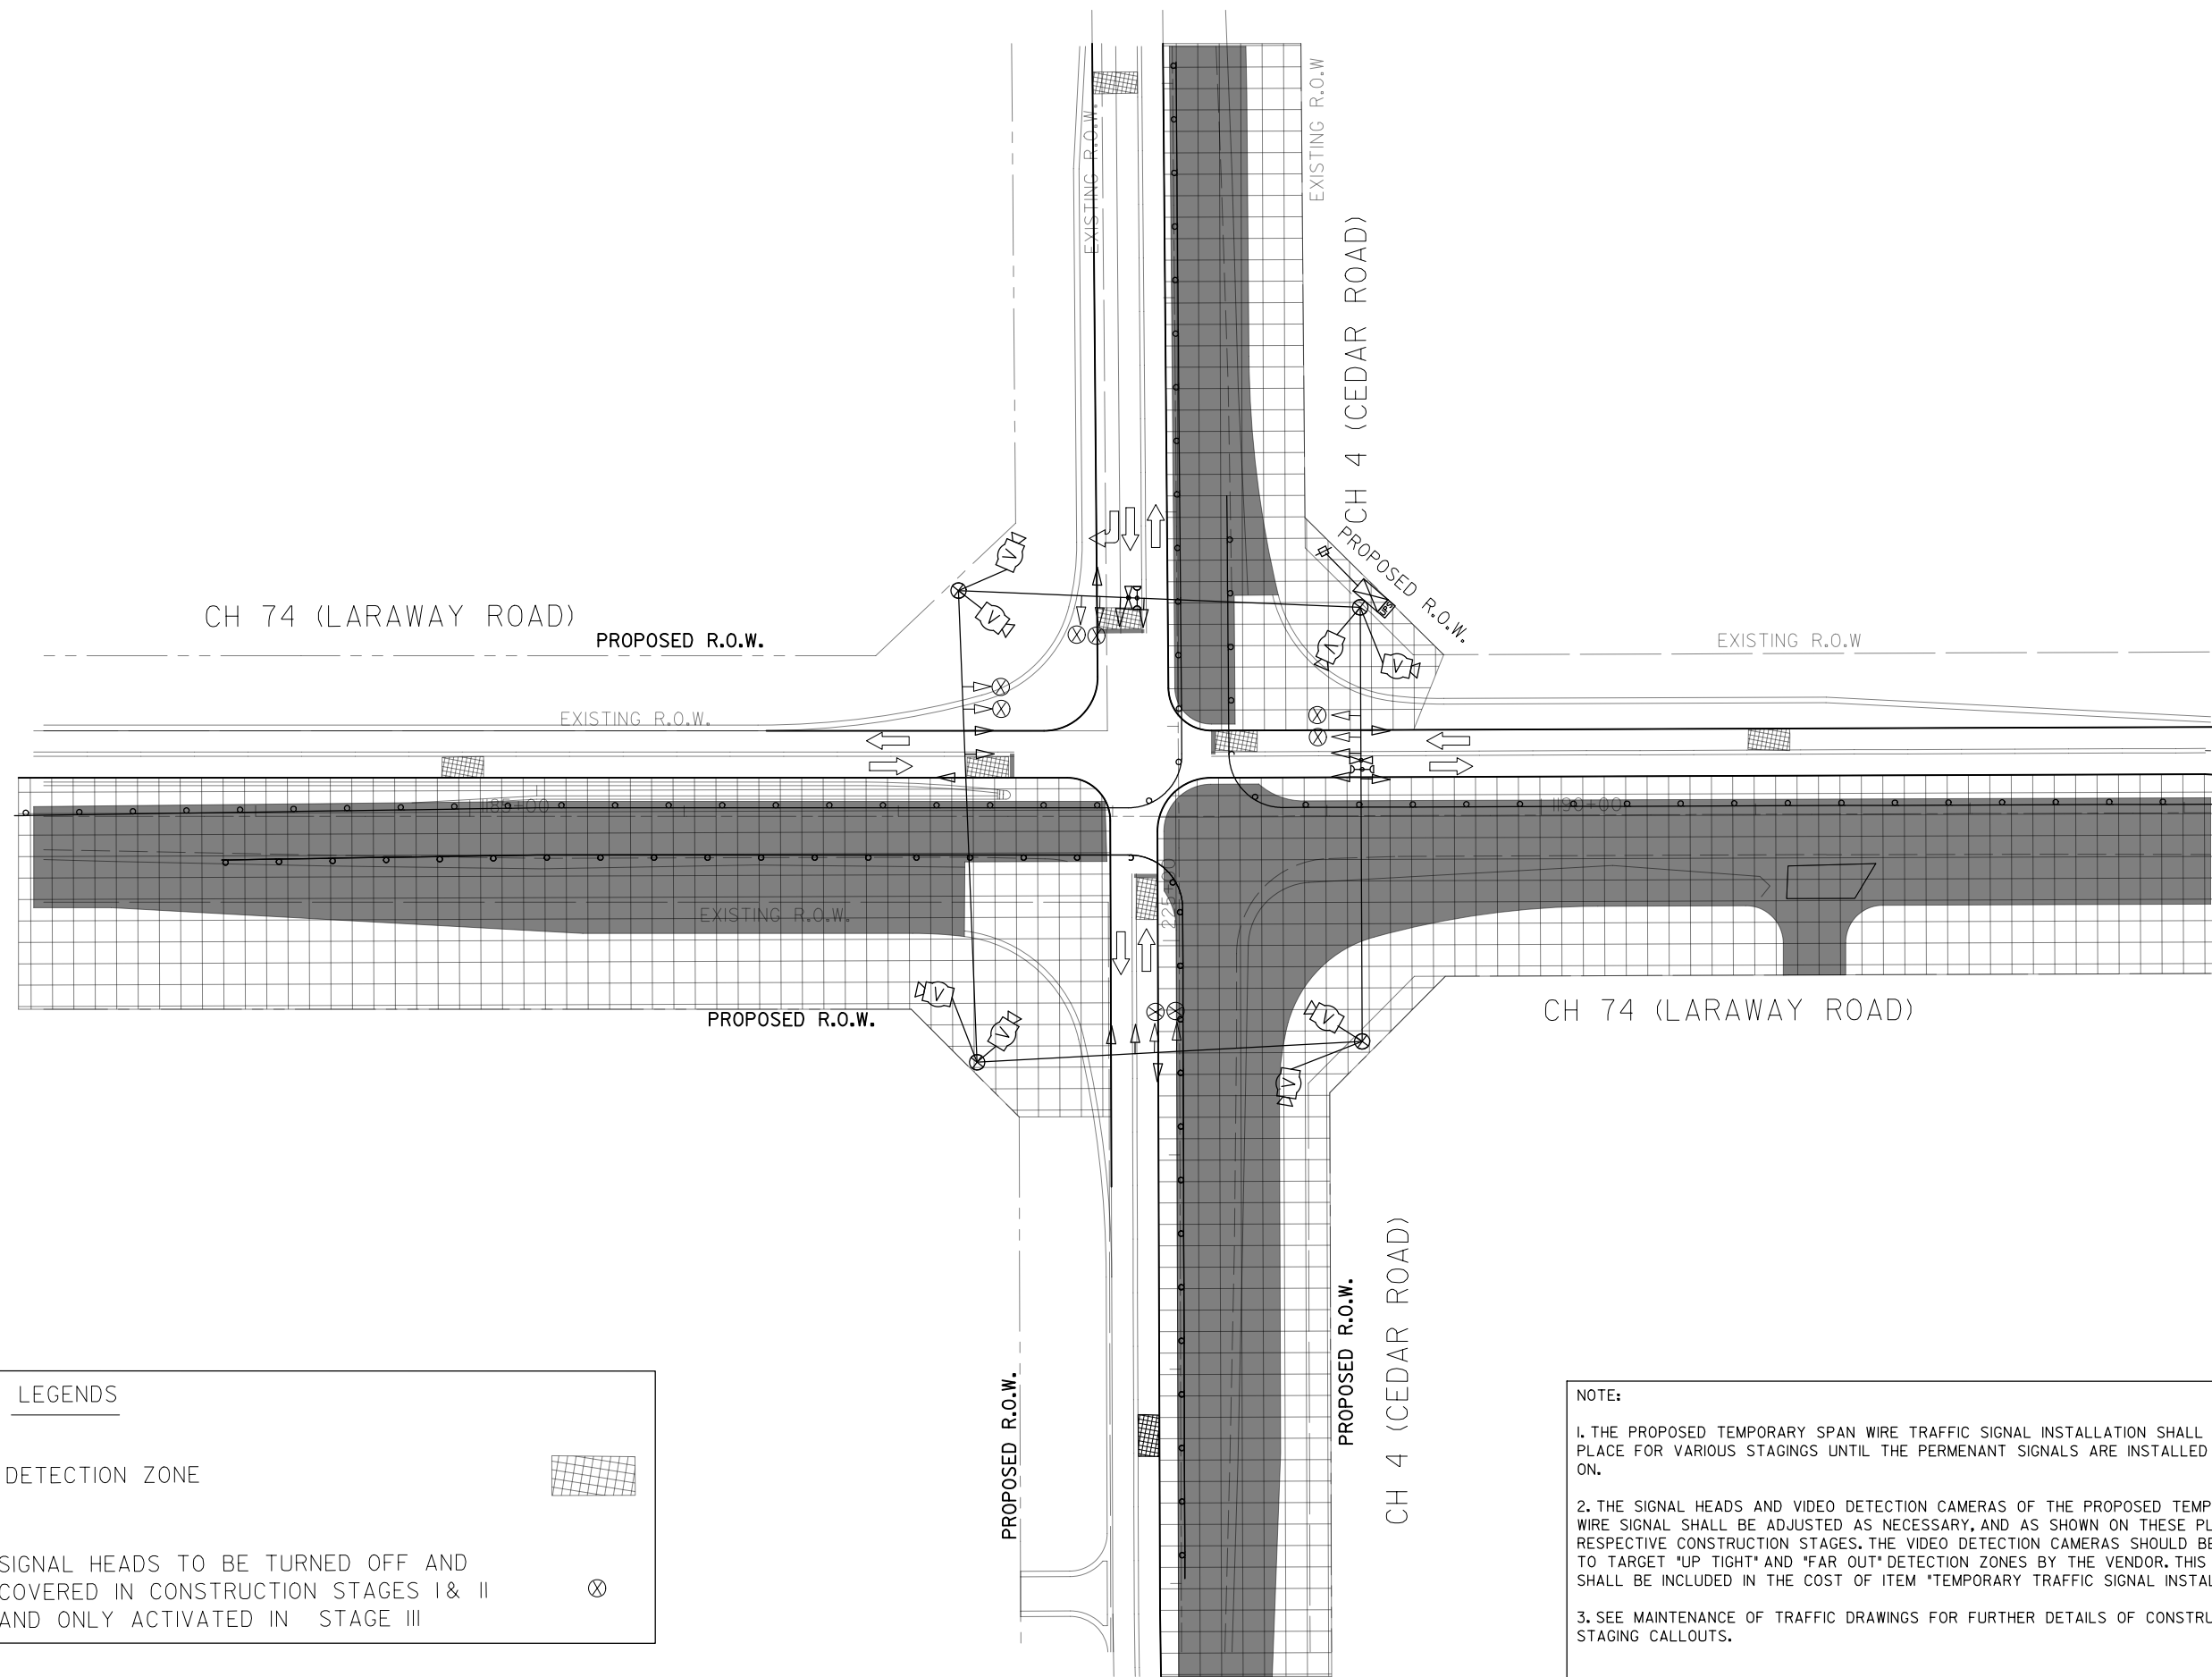 EXISTING R.O.W.
EXISTING R.O.W
CH 4 (CEDAR ROAD)
PROPOSED R.O.W.
CH 74 (LARAWAY ROAD)
PROPOSED R.O.W.
EXISTING R.O.W
EXISTING R.O.W.
V
V
V
V
1185+00
1190+00
225+00
EXISTING R.O.W.
V
V
V
V
PROPOSED R.O.W.
CH 74 (LARAWAY ROAD)
PROPOSED R.O.W.
PROPOSED R.O.W.
CH 4 (CEDAR ROAD)
LEGENDS
DETECTION ZONE
SIGNAL HEADS TO BE TURNED OFF AND
COVERED IN CONSTRUCTION STAGES I & II
AND ONLY ACTIVATED IN STAGE III
NOTE:
1. THE PROPOSED TEMPORARY SPAN WIRE TRAFFIC SIGNAL INSTALLATION SHALL
PLACE FOR VARIOUS STAGINGS UNTIL THE PERMENANT SIGNALS ARE INSTALLED
ON.
2. THE SIGNAL HEADS AND VIDEO DETECTION CAMERAS OF THE PROPOSED TEMP
WIRE SIGNAL SHALL BE ADJUSTED AS NECESSARY, AND AS SHOWN ON THESE PL
RESPECTIVE CONSTRUCTION STAGES. THE VIDEO DETECTION CAMERAS SHOULD BE
TO TARGET "UP TIGHT" AND "FAR OUT" DETECTION ZONES BY THE VENDOR. THIS
SHALL BE INCLUDED IN THE COST OF ITEM "TEMPORARY TRAFFIC SIGNAL INSTAL
3. SEE MAINTENANCE OF TRAFFIC DRAWINGS FOR FURTHER DETAILS OF CONSTRU
STAGING CALLOUTS.